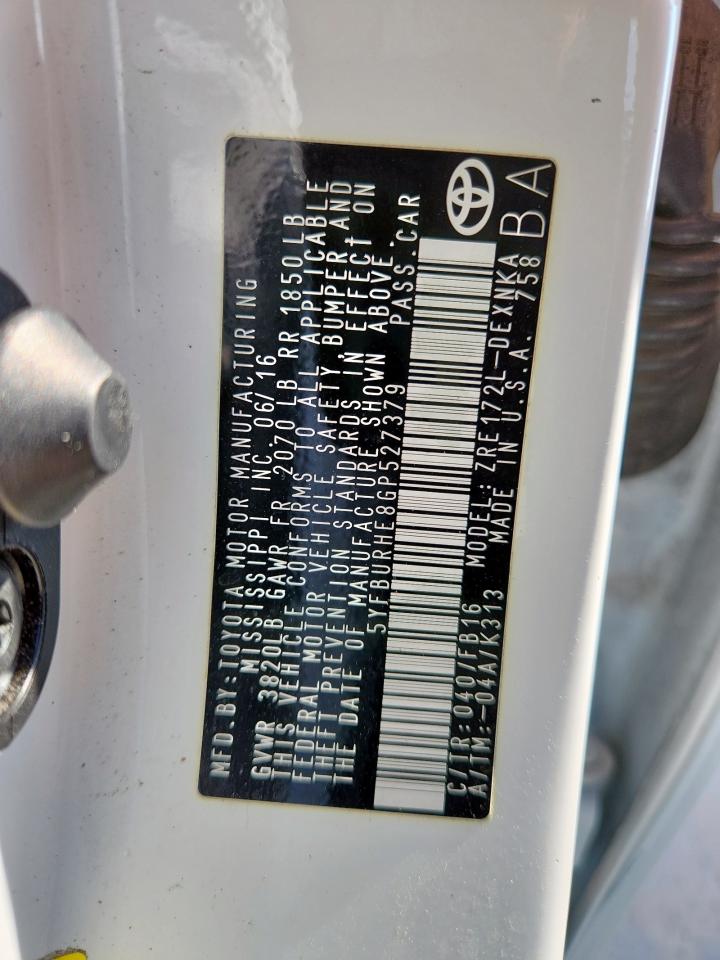 MFD.BY:TOYOTA MOTOR MANUFACTURING
MISSISSIPPI INC. 06/16
GVWR 3820LB GAWR FR 2070 LB RR 1850LB
THIS VEHICLE CONFORMS TO ALL APPLICABLE
FEDERAL MOTOR VEHICLE SAFETY, BUMPER AND
THEFT PREVENTION STANDARDS IN EFFECT ON
THE DATE OF MANUFACTURE SHOWN ABOVE.
5YFBURHE8GP527379 PASS.CAR
C/TR: 040/FB16 MODEL: ZRE172L-DEXNKA
A/TM:-04A/K313 MADE IN U.S.A. 758
BA